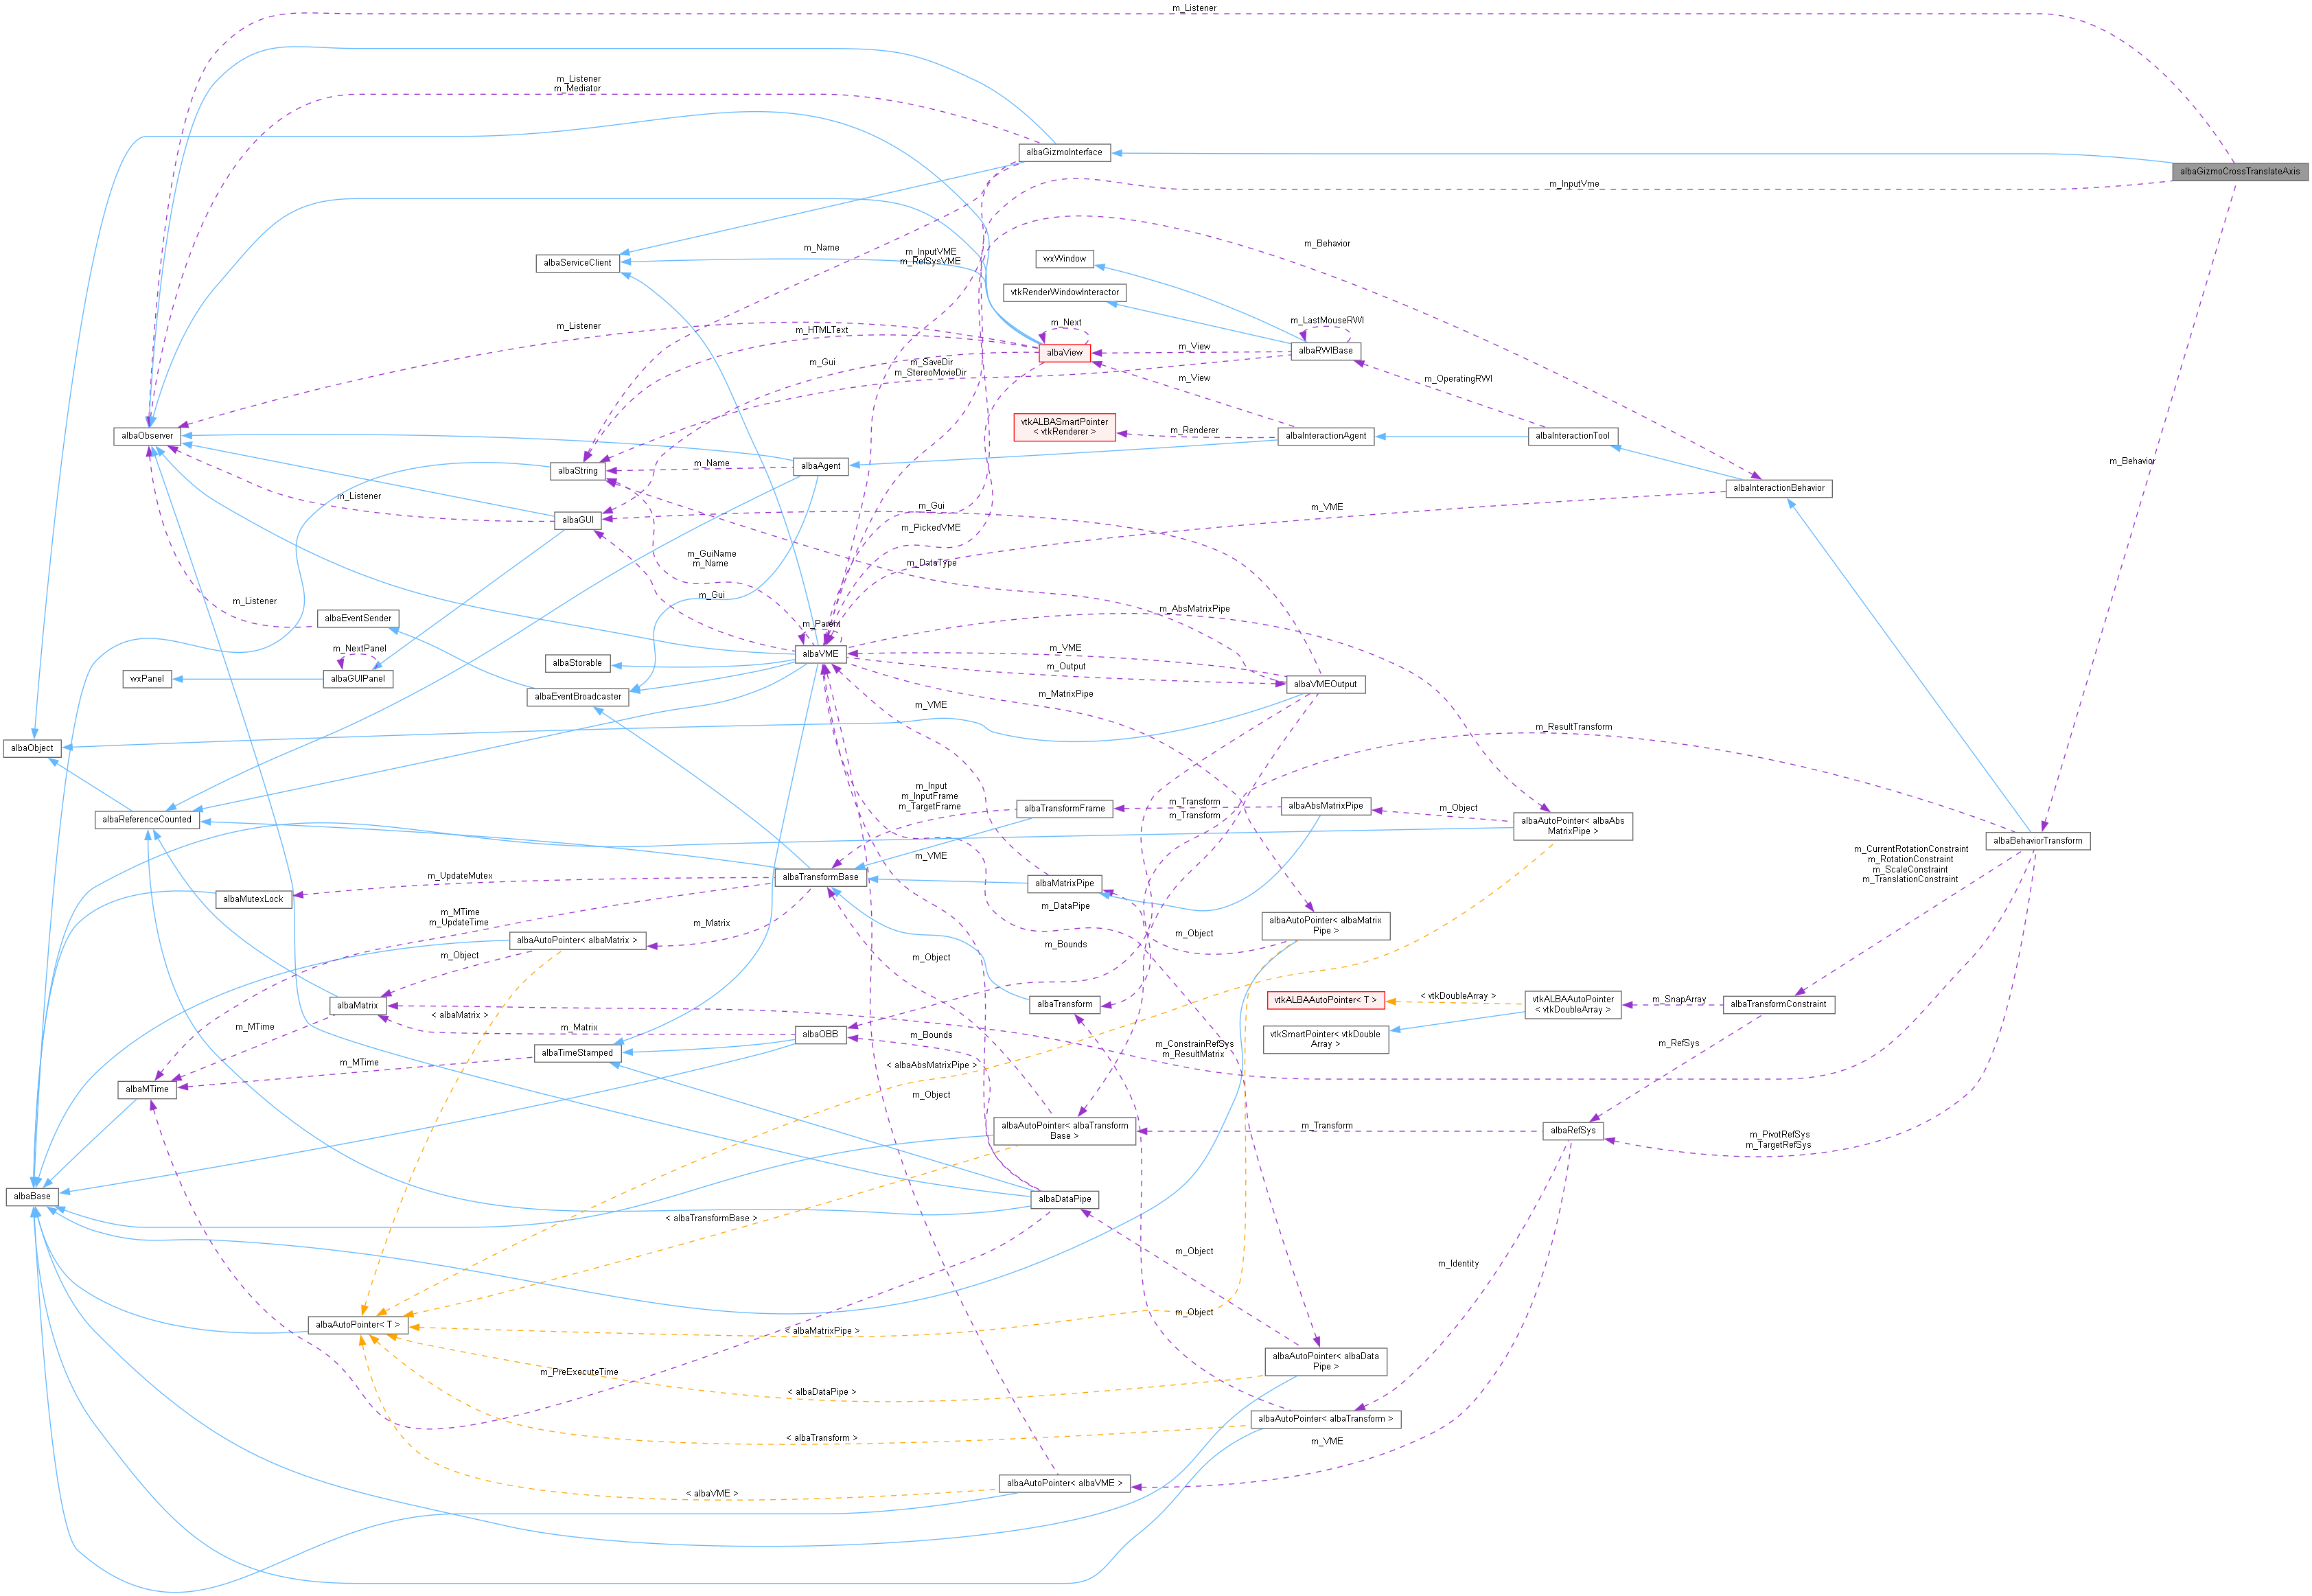 m_Listener
m_Listener
m_Mediator
albaGizmoInterface
albaGizmoCrossTranslateAxis
m_InputVme
m_Name
m_InputVME
m_RefSysVME
m_Behavior
albaServiceClient
wxWindow
vtkRenderWindowInteractor
m_Listener
m_HTMLText
m_Next
m_LastMouseRWI
albaView
m_View
albaRWIBase
m_Gui
m_SaveDir
m_StereoMovieDir
m_View
m_OperatingRWI
vtkALBASmartPointer
< vtkRenderer >
m_Renderer
albaObserver
albaInteractionAgent
albaInteractionTool
albaString
m_Name
albaAgent
m_Behavior
albaInteractionBehavior
m_Listener
albaGUI
m_Gui
m_PickedVME
m_VME
m_GuiName
m_Name
m_DataType
m_Listener
m_Gui
m_AbsMatrixPipe
albaEventSender
m_Parent
m_NextPanel
albaStorable
albaVME
m_VME
m_Output
wxPanel
albaGUIPanel
albaEventBroadcaster
m_MatrixPipe
albaVMEOutput
m_VME
m_ResultTransform
albaObject
m_Input
m_InputFrame
m_TargetFrame
albaTransformFrame
m_Transform
m_Transform
albaAbsMatrixPipe
m_Object
albaAutoPointer< albaAbs
MatrixPipe >
albaReferenceCounted
albaBehaviorTransform
m_VME
m_CurrentRotationConstraint
m_RotationConstraint
m_ScaleConstraint
m_TranslationConstraint
m_UpdateMutex
albaTransformBase
albaMatrixPipe
albaMutexLock
m_MTime
m_UpdateTime
m_Matrix
m_DataPipe
albaAutoPointer< albaMatrix
Pipe >
albaAutoPointer< albaMatrix >
m_Bounds
m_Object
m_Object
m_Object
albaMatrix
< albaMatrix >
albaTransform
vtkALBAAutoPointer< T >
< vtkDoubleArray >
vtkALBAAutoPointer
< vtkDoubleArray >
m_SnapArray
albaTransformConstraint
m_MTime
m_Matrix
albaOBB
m_Bounds
vtkSmartPointer< vtkDouble
Array >
albaTimeStamped
m_ConstrainRefSys
m_ResultMatrix
m_RefSys
m_MTime
< albaAbsMatrixPipe >
albaMTime
m_Object
albaAutoPointer< albaTransform
Base >
m_Transform
albaRefSys
m_PivotRefSys
m_TargetRefSys
albaBase
albaDataPipe
< albaTransformBase >
m_Object
m_Identity
albaAutoPointer< T >
< albaMatrixPipe >
m_Object
m_PreExecuteTime
albaAutoPointer< albaData
Pipe >
< albaDataPipe >
albaAutoPointer< albaTransform >
< albaTransform >
m_VME
albaAutoPointer< albaVME >
< albaVME >